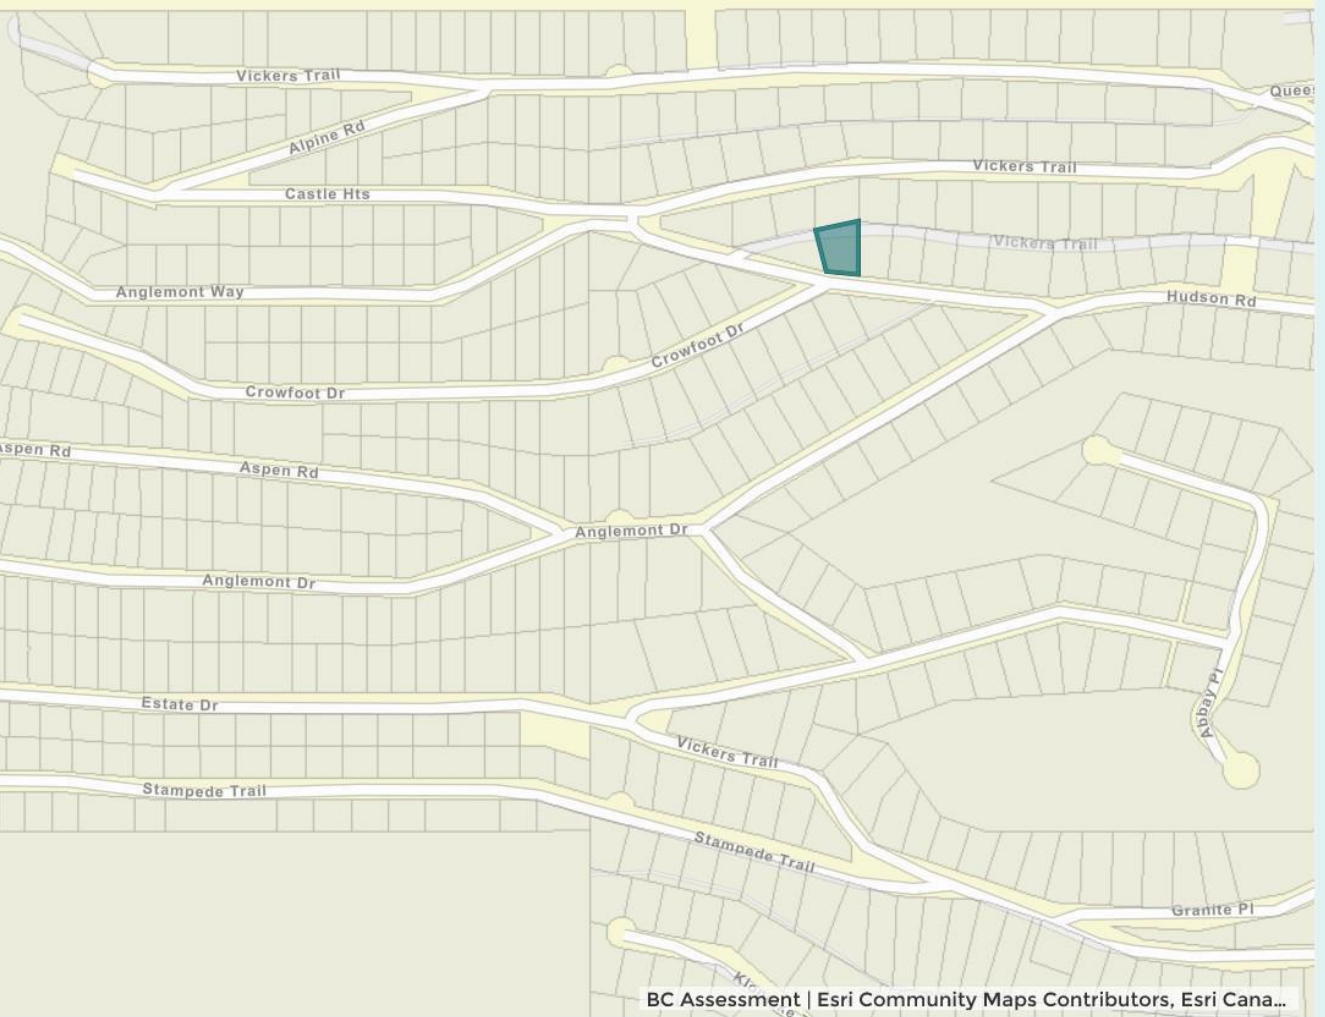 Vickers Trail
Quees
Alpine Rd
Vickers Trail
Castle Hts
Vickers Trail
Anglemont Way
Hudson Rd
Crowfoot Dr
Crowfoot Dr
Aspen Rd
Aspen Rd
Anglemont Dr
Anglemont Dr
Estate Dr
Abbay Pl
Vickers Trail
Stampede Trail
Stampede Trail
Granite Pl
BC Assessment | Esri Community Maps Contributors, Esri Cana...